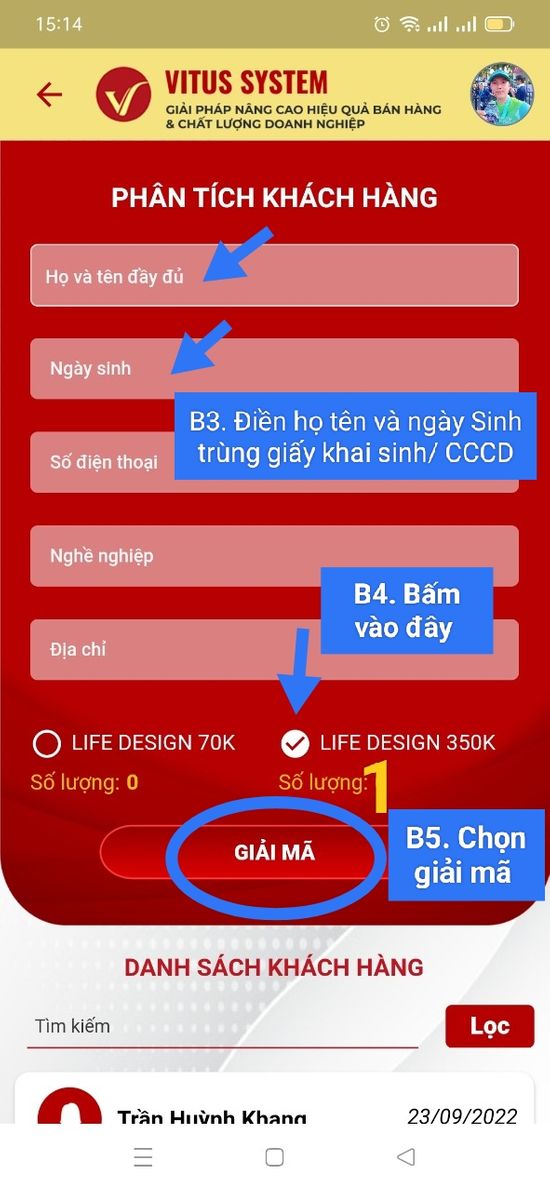 15:14
VITUS SYSTEM
GIẢI PHÁP NÂNG CAO HIỆU QUẢ BÁN HÀNG
& CHẤT LƯỢNG DOANH NGHIỆP
PHÂN TÍCH KHÁCH HÀNG
Họ và tên đầy đủ
Ngày sinh
B3. Điền họ tên và ngày Sinh
trùng giấy khai sinh/ CCCD
Số điện thoại
Nghề nghiệp
B4. Bấm
vào đây
Địa chỉ
LIFE DESIGN 70K
LIFE DESIGN 350K
Số lượng: 0
Số lượng: 1
GIẢI MÃ
B5. Chọn
giải mã
DANH SÁCH KHÁCH HÀNG
Tìm kiếm
Lọc
Trần Huỳnh Khang
23/09/2022